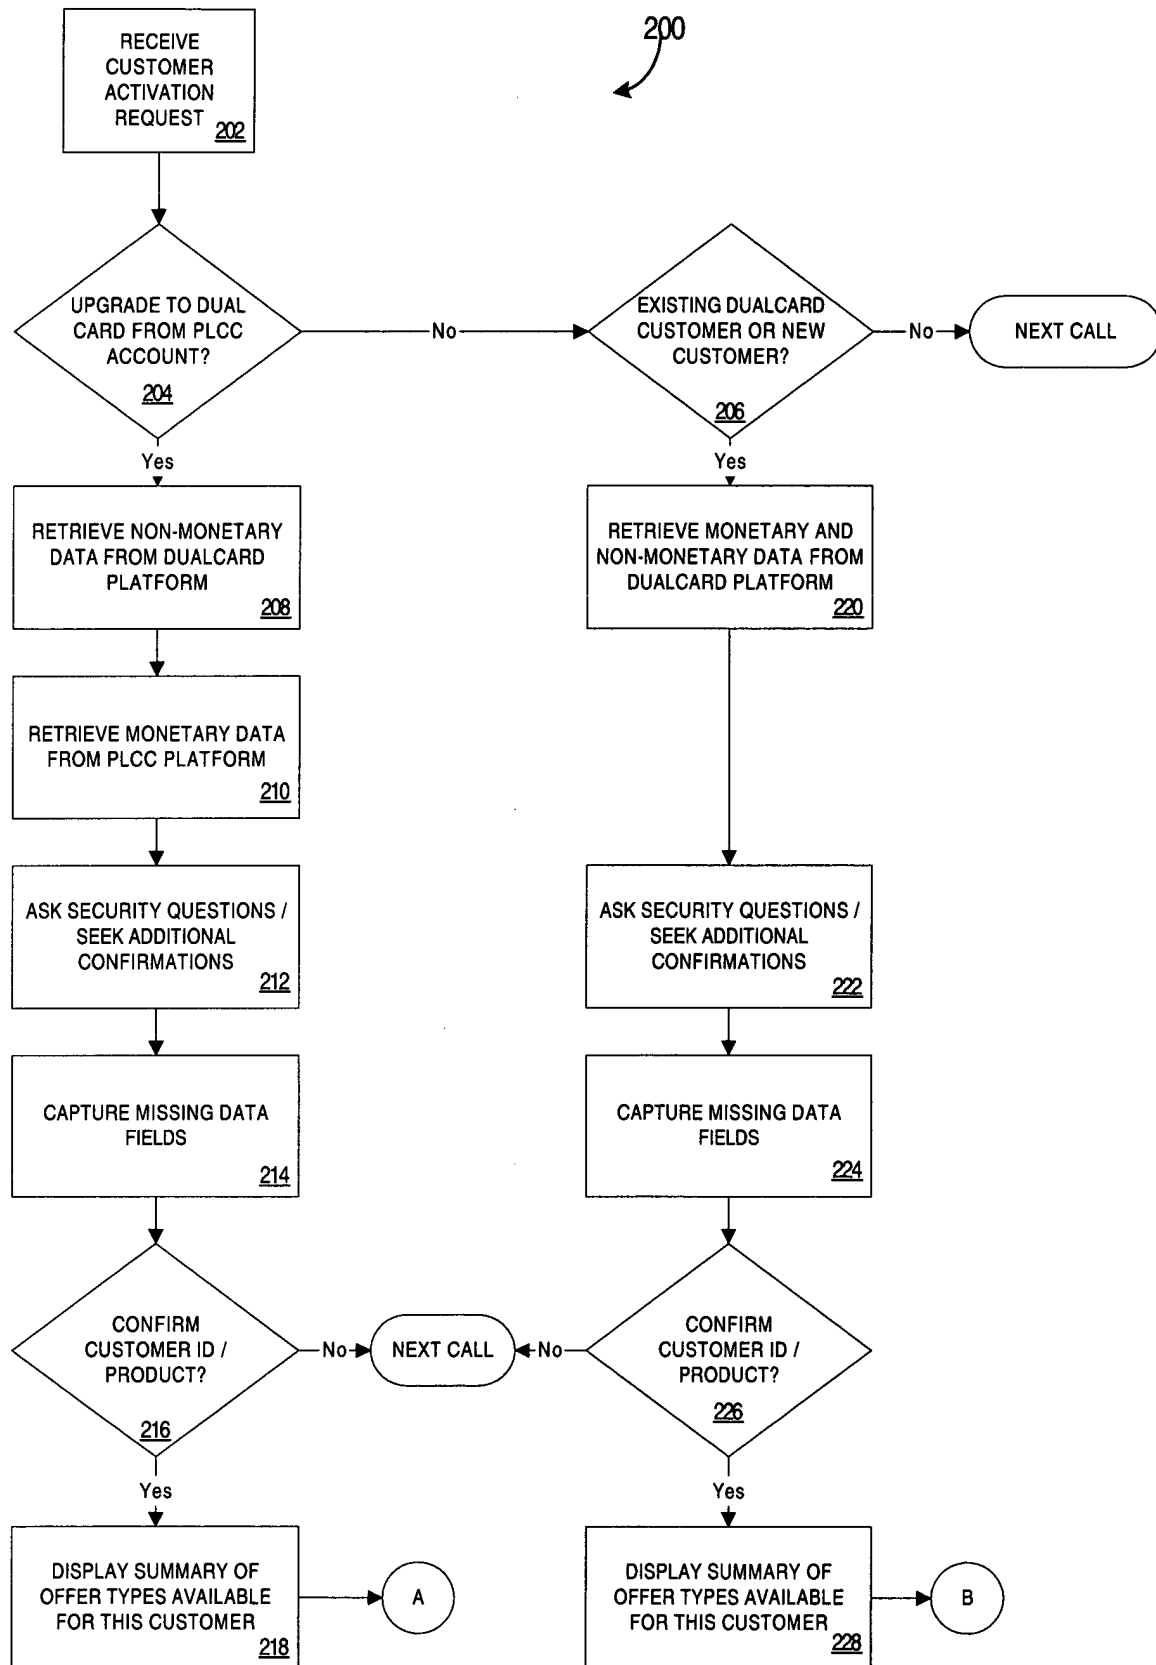 200
RECEIVE
CUSTOMER
ACTIVATION
REQUEST
202
UPGRADE TO DUAL
CARD FROM PLCC
ACCOUNT?
204
No
EXISTING DUALCARD
CUSTOMER OR NEW
CUSTOMER?
206
No
NEXT CALL
Yes
Yes
RETRIEVE NON-MONETARY
DATA FROM DUALCARD
PLATFORM
208
RETRIEVE MONETARY AND
NON-MONETARY DATA FROM
DUALCARD PLATFORM
220
RETRIEVE MONETARY DATA
FROM PLCC PLATFORM
210
ASK SECURITY QUESTIONS /
SEEK ADDITIONAL
CONFIRMATIONS
212
ASK SECURITY QUESTIONS /
SEEK ADDITIONAL
CONFIRMATIONS
222
CAPTURE MISSING DATA
FIELDS
214
CAPTURE MISSING DATA
FIELDS
224
CONFIRM
CUSTOMER ID /
PRODUCT?
216
No
NEXT CALL
No
CONFIRM
CUSTOMER ID /
PRODUCT?
226
Yes
Yes
DISPLAY SUMMARY OF
OFFER TYPES AVAILABLE
FOR THIS CUSTOMER
218
A
DISPLAY SUMMARY OF
OFFER TYPES AVAILABLE
FOR THIS CUSTOMER
228
B